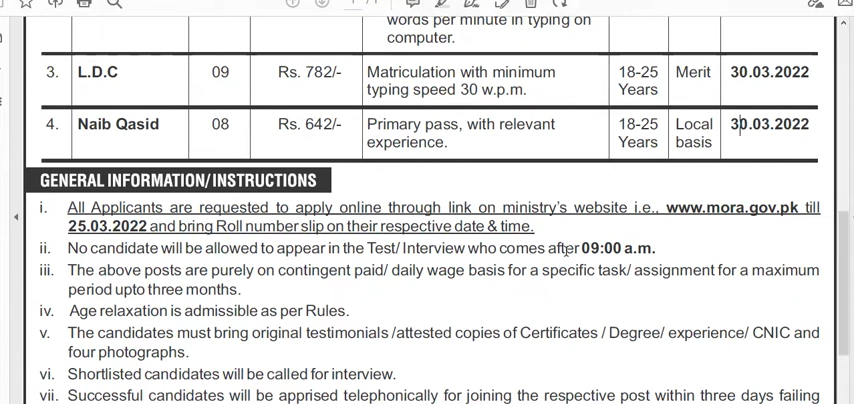 words per minute in typing on
computer.
3. L.D.C 09 Rs. 782/- Matriculation with minimum 18-25 Merit 30.03.2022
typing speed 30 w.p.m. Years
4. Naib Qasid 08 Rs. 642/- Primary pass, with relevant 18-25 Local 30.03.2022
experience. Years basis
GENERAL INFORMATION/ INSTRUCTIONS
i. All Applicants are requested to apply online through link on ministry's website i.e., www.mora.gov.pk till
25.03.2022 and bring Roll number slip on their respective date & time.
ii. No candidate will be allowed to appear in the Test/ Interview who comes after 09:00 a.m.
iii. The above posts are purely on contingent paid/ daily wage basis for a specific task/ assignment for a maximum
period upto three months.
iv. Age relaxation is admissible as per Rules.
v. The candidates must bring original testimonials /attested copies of Certificates / Degree/ experience/ CNIC and
four photographs.
vi. Shortlisted candidates will be called for interview.
vii. Successful candidates will be apprised telephonically for joining the respective post within three days failing